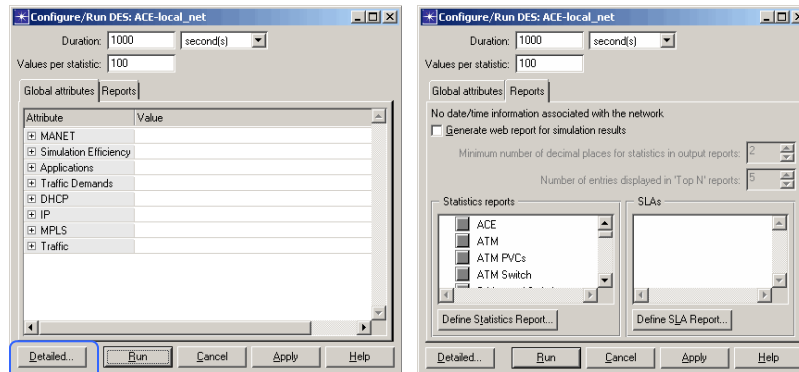 Configure/Run DES: ACE-local_net
Duration: 1000 second(s)
Values per statistic: 100
Global attributes Reports
Attribute Value
MANET
Simulation Efficiency
Applications
Traffic Demands
DHCP
IP
MPLS
Traffic
Detailed... Run Cancel Apply Help
Configure/Run DES: ACE-local_net
Duration: 1000 second(s)
Values per statistic: 100
Global attributes Reports
No date/time information associated with the network
Generate web report for simulation results
Minimum number of decimal places for statistics in output reports: 2
Number of entries displayed in 'Top N' reports: 5
Statistics reports SLAs
ACE
ATM
ATM PVCs
ATM Switch
Define Statistics Report... Define SLA Report...
Detailed... Run Cancel Apply Help